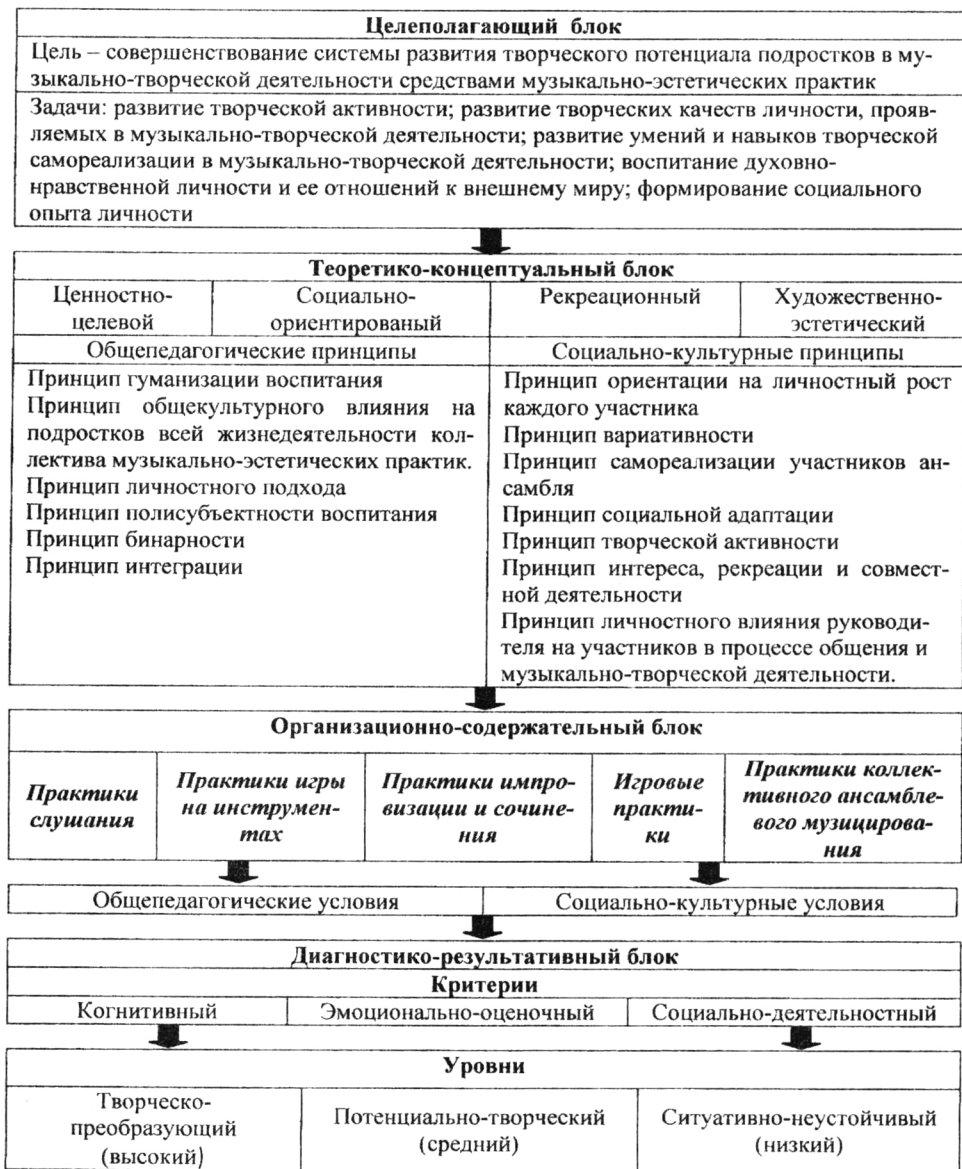 Целеполагающий блок
Цель – совершенствование системы развития творческого потенциала подростков в му-
зыкально-творческой деятельности средствами музыкально-эстетических практик
Задачи: развитие творческой активности; развитие творческих качеств личности, прояв-
ляемых в музыкально-творческой деятельности; развитие умений и навыков творческой
самореализации в музыкально-творческой деятельности; воспитание духовно-
нравственной личности и ее отношений к внешнему миру; формирование социального
опыта личности
Теоретико-концептуальный блок
Ценностно-
целевой
Социально-
ориентированый
Рекреационный
Художественно-
эстетический
Общепедагогические принципы
Принцип гуманизации воспитания
Принцип общекультурного влияния на
подростков всей жизнедеятельности кол-
лектива музыкально-эстетических практик.
Принцип личностного подхода
Принцип полисубъектности воспитания
Принцип бинарности
Принцип интеграции
Социально-культурные принципы
Принцип ориентации на личностный рост
каждого участника
Принцип вариативности
Принцип самореализации участников ан-
самбля
Принцип социальной адаптации
Принцип творческой активности
Принцип интереса, рекреации и совмест-
ной деятельности
Принцип личностного влияния руководи-
теля на участников в процессе общения и
музыкально-творческой деятельности.
Организационно-содержательный блок
Практики
слушания
Практики игры
на инструмен-
тах
Практики импро-
визации и сочине-
ния
Игровые
практи-
ки
Практики коллек-
тивного ансамбле-
вого музицирова-
ния
Общепедагогические условия
Социально-культурные условия
Диагностико-результативный блок
Критерии
Когнитивный
Эмоционально-оценочный
Социально-деятельностный
Уровни
Творческо-
преобразующий
(высокий)
Потенциально-творческий
(средний)
Ситуативно-неустойчивый
(низкий)